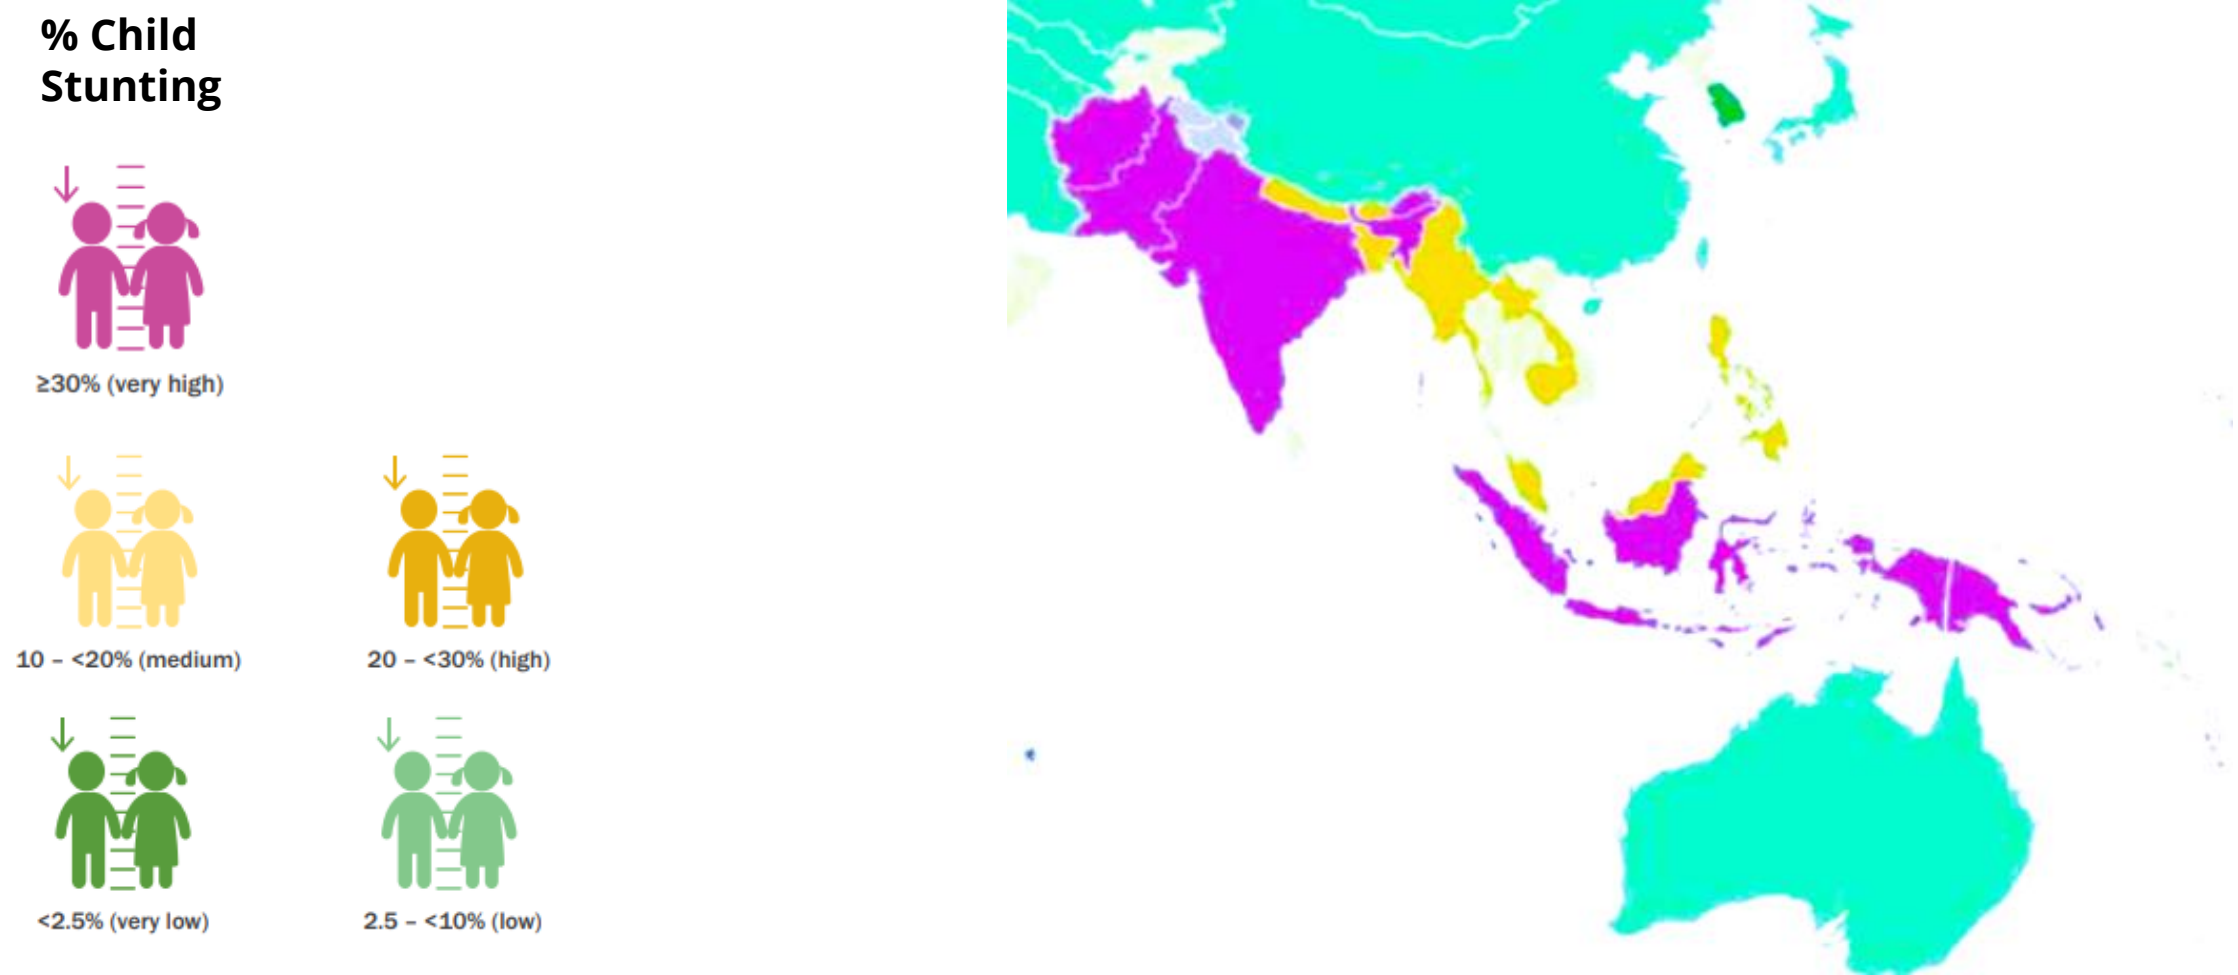 % Child
Stunting
≥30% (very high)
10 – <20% (medium)
20 – <30% (high)
<2.5% (very low)
2.5 – <10% (low)